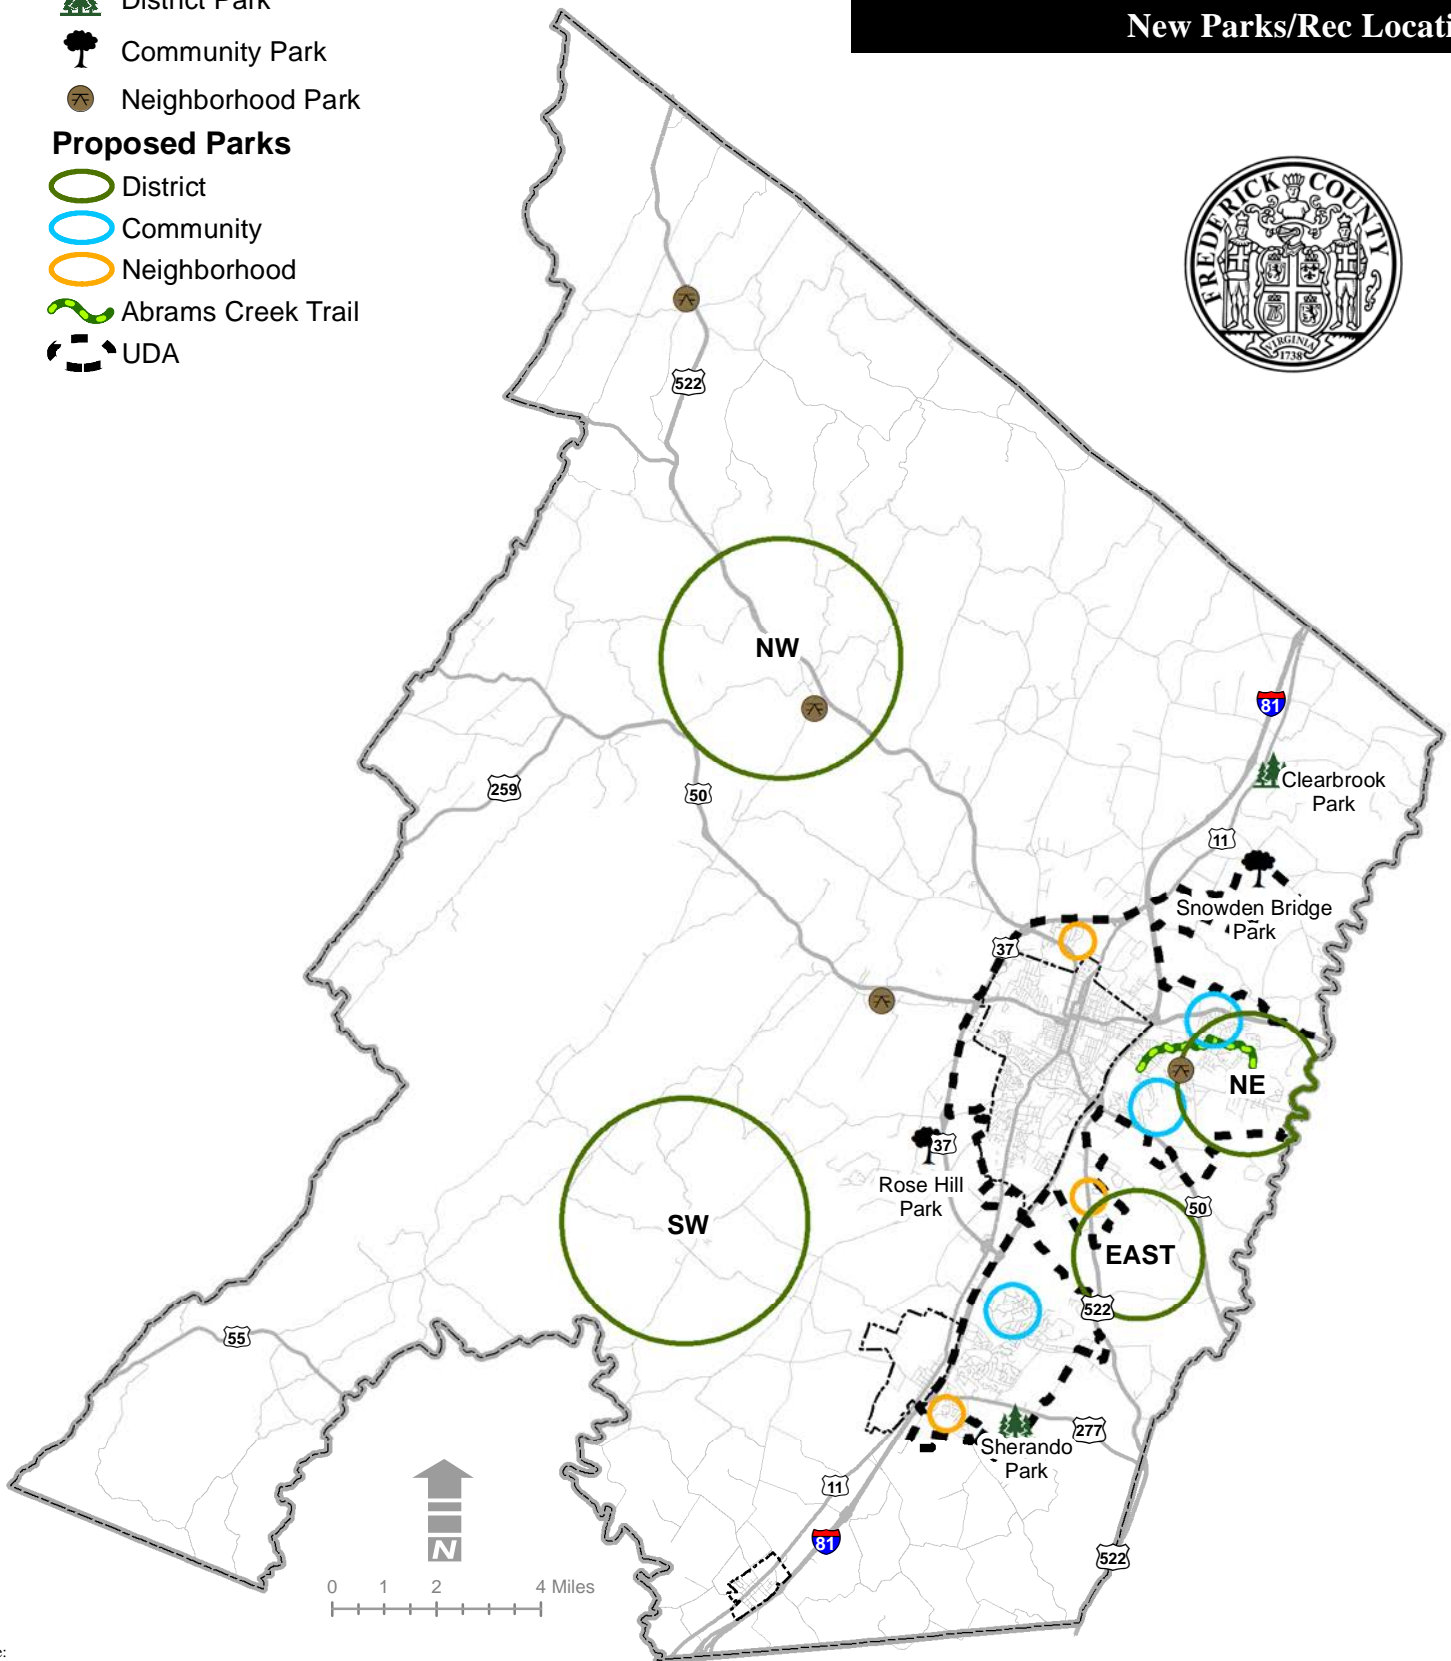 District Park
Community Park
Neighborhood Park
Proposed Parks
District
Community
Neighborhood
Abrams Creek Trail
UDA
New Parks/Rec Locati
FREDERICK COUNTY
VIRGINIA
1738
522
NW
81
Clearbrook
Park
259
50
11
Snowden Bridge
Park
37
NE
37
Rose Hill
Park
50
SW
EAST
522
55
277
Sherando
Park
11
81
522
N
0 1 2 4 Miles
e: